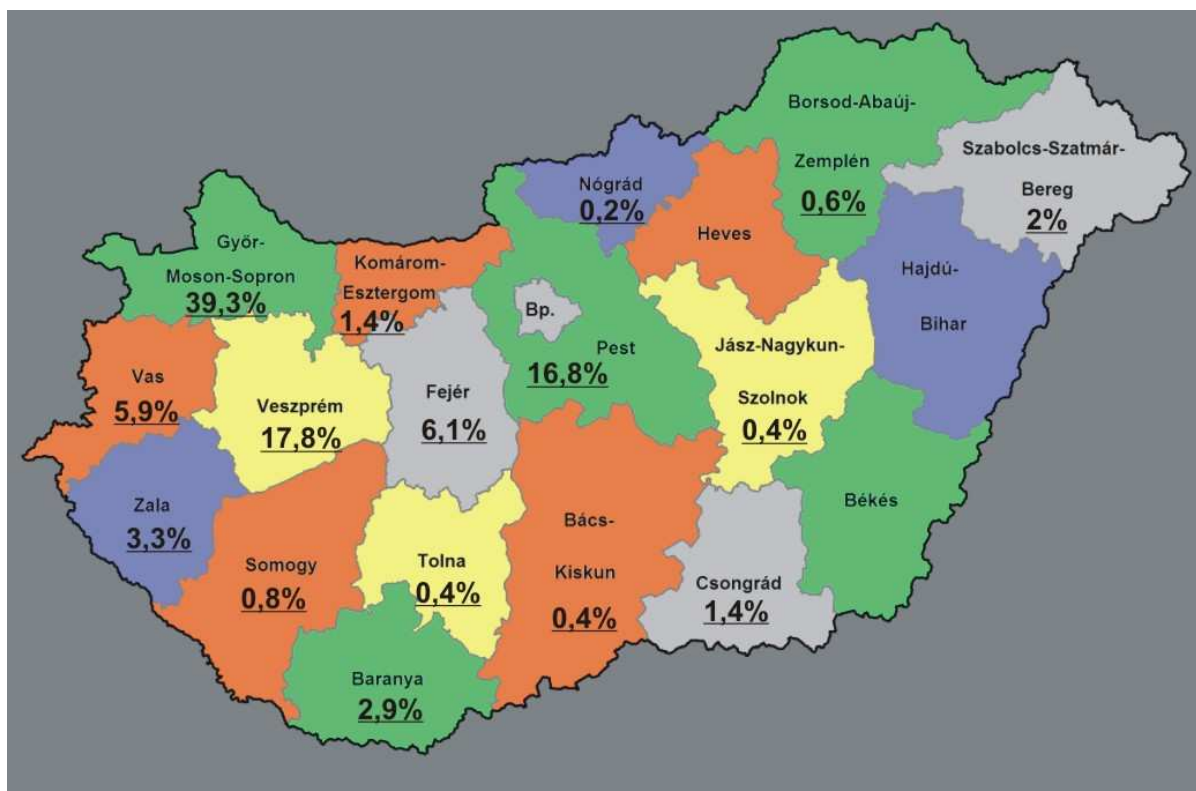 Borsod-Abaúj-
Zemplén
0,6%
Szabolcs-Szatmár-
Bereg
2%
Nógrád
0,2%
Heves
Hajdú-
Bihar
Győr-
Moson-Sopron
39,3%
Komárom-
Esztergom
1,4%
Bp.
Pest
16,8%
Jász-Nagykun-
Szolnok
0,4%
Vas
5,9%
Veszprém
17,8%
Fejér
6,1%
Zala
3,3%
Somogy
0,8%
Tolna
0,4%
Bács-
Kiskun
0,4%
Csongrád
1,4%
Békés
Baranya
2,9%